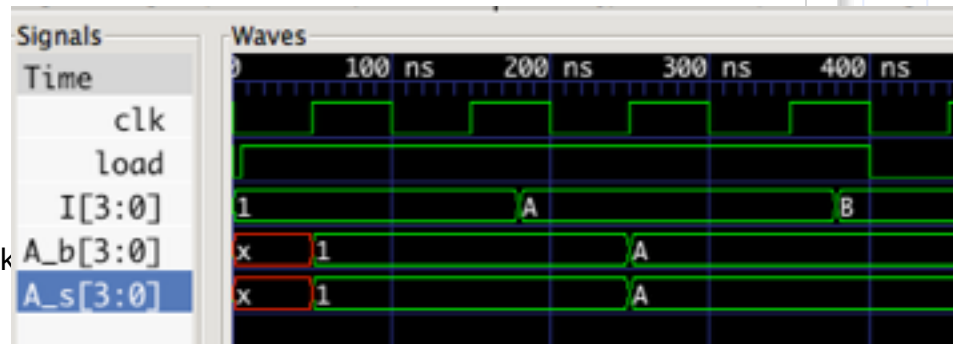 Signals Waves
Time 0 100 ns 200 ns 300 ns 400 ns
clk
load
I[3:0] 1 A B
k A_b[3:0] x 1 A
A_s[3:0] x 1 A